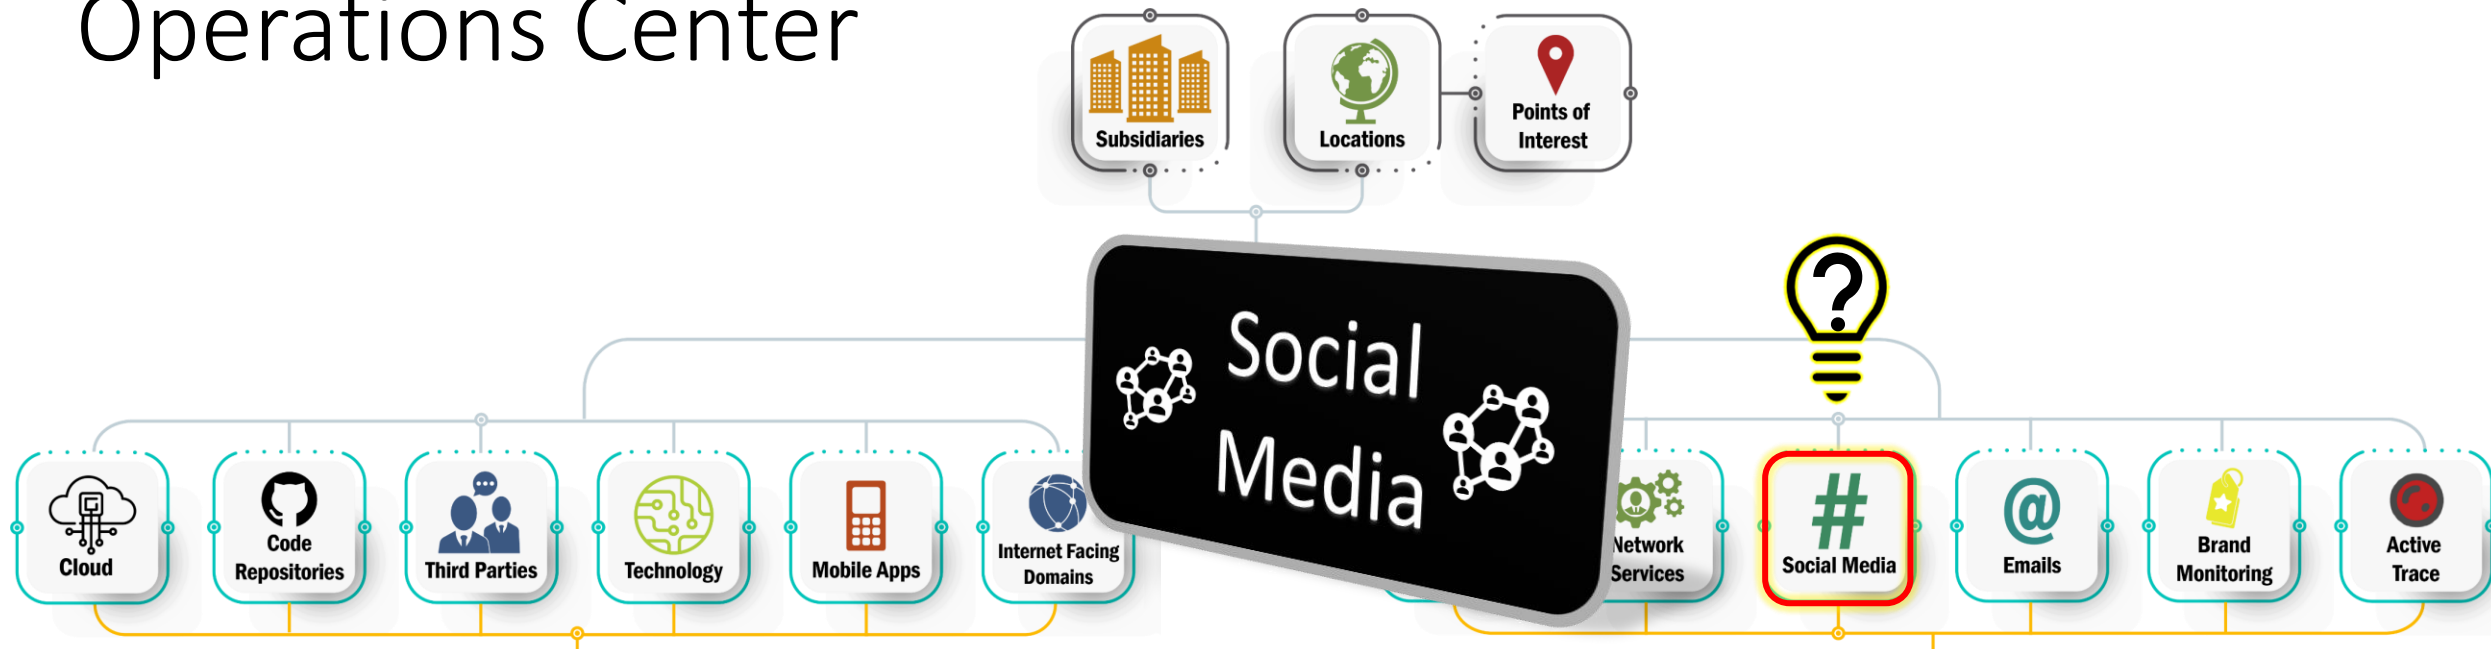 Operations Center
Subsidiaries
Locations
Points of
Interest
Social
Media
?
Cloud
Code
Repositories
Third Parties
Technology
Mobile Apps
Internet Facing
Domains
Network
Services
#
Social Media
@
Emails
Brand
Monitoring
Active
Trace